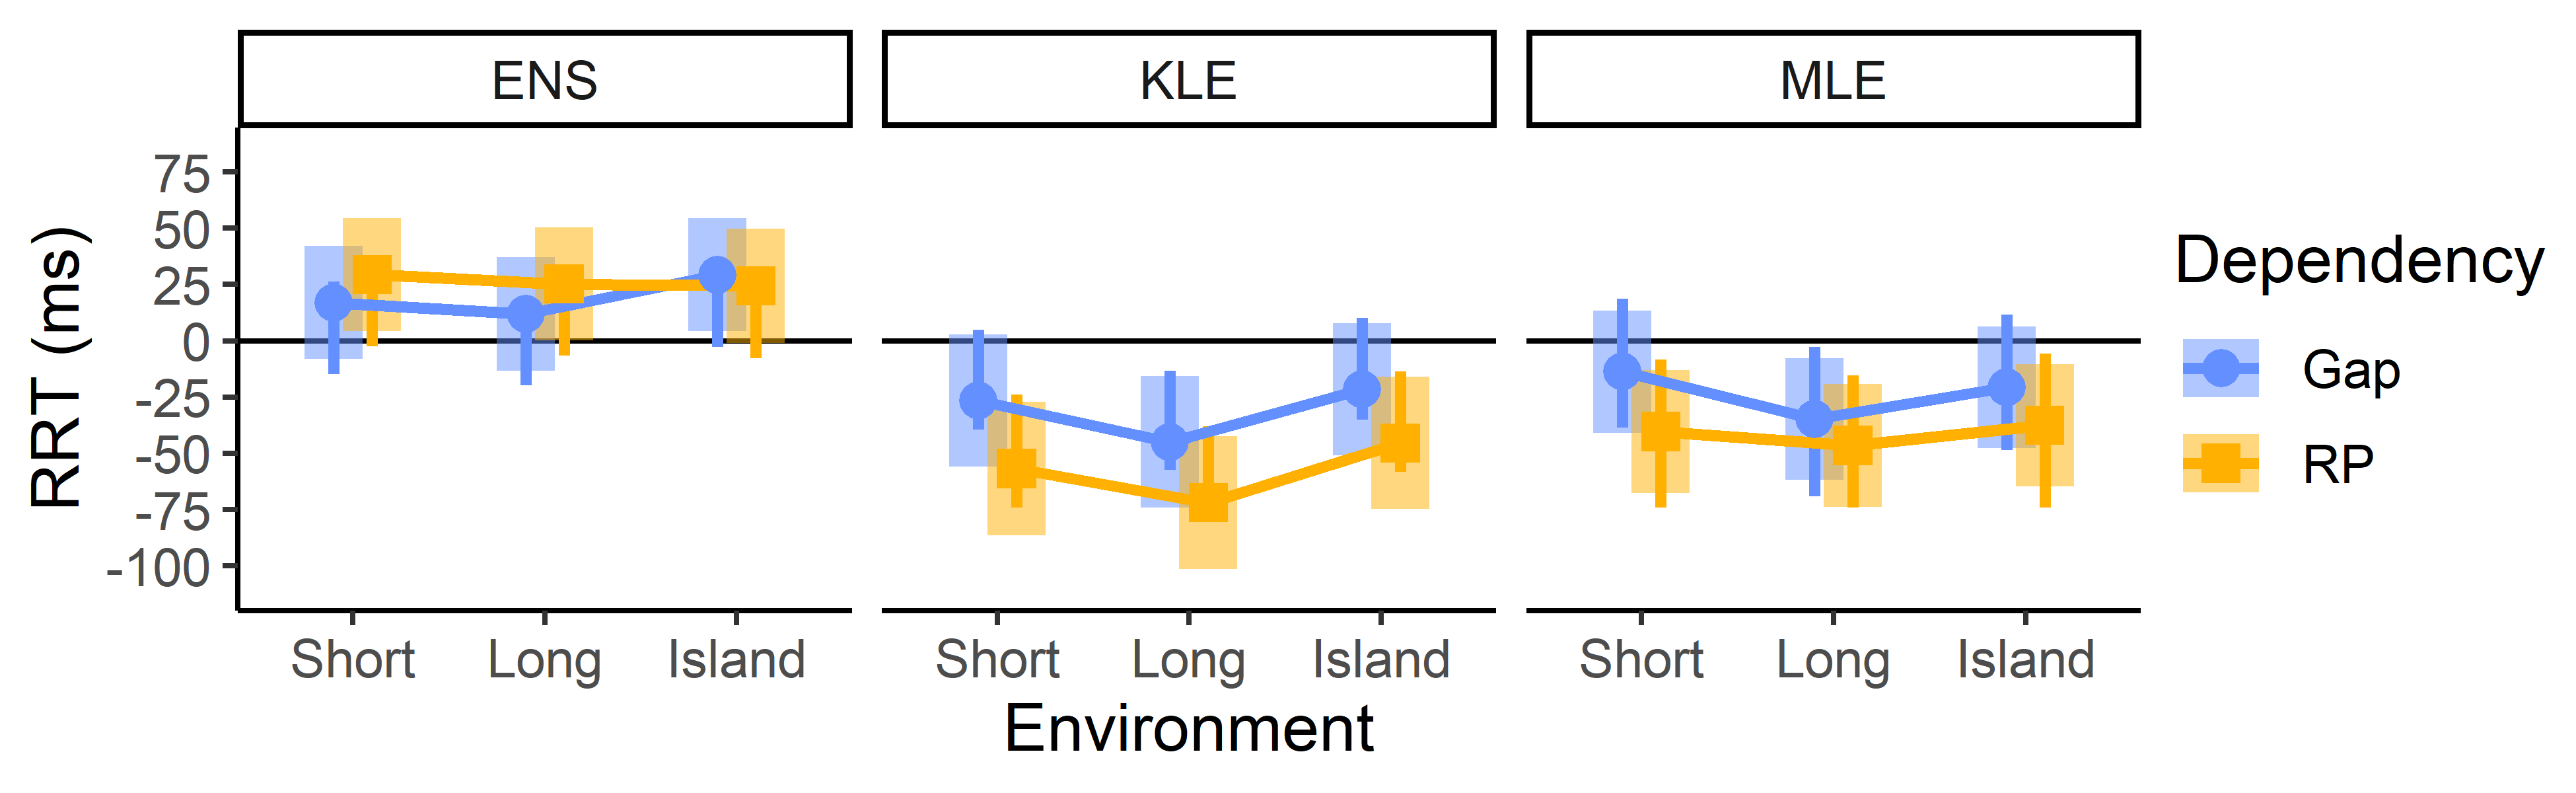 ENS KLE MLE
RRT (ms)
75
50
25
0
-25
-50
-75
-100
Short Long Island Short Long Island Short Long Island
Environment
Dependency
Gap
RP